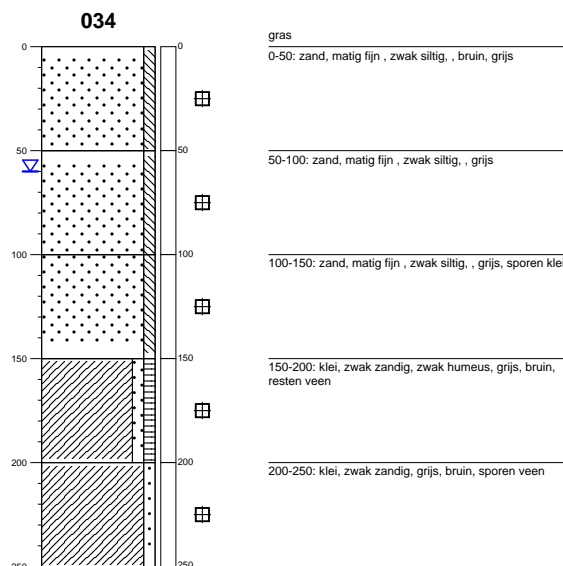 034
gras
0 0
0-50: zand, matig fijn , zwak siltig, , bruin, grijs
50 50
50-100: zand, matig fijn , zwak siltig, , grijs
100 100
100-150: zand, matig fijn , zwak siltig, , grijs, sporen klei
150 150
150-200: klei, zwak zandig, zwak humeus, grijs, bruin,
resten veen
200 200
200-250: klei, zwak zandig, grijs, bruin, sporen veen
250 250